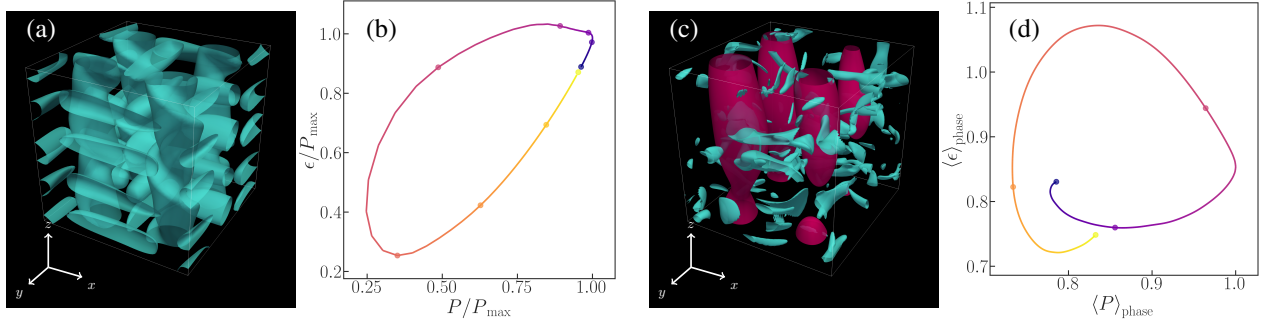 (a)
z
y
x
(b)
ϵ/P_max
1.0
0.8
0.6
0.4
0.2
0.25
0.50
0.75
1.00
P/P_max
(c)
z
y
x
(d)
⟨ϵ⟩_phase
1.1
1.0
0.9
0.8
0.7
0.8
0.9
1.0
⟨P⟩_phase